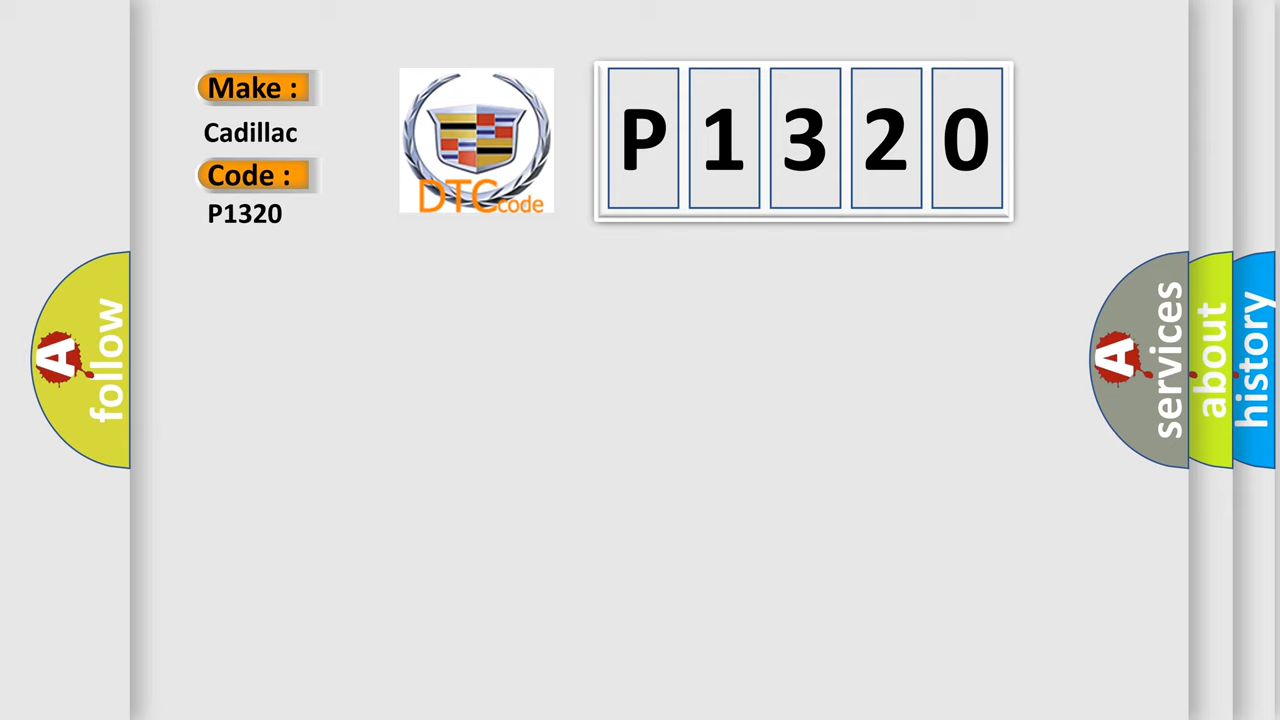 Make :
Cadillac
Code :
P1320
DTCcode
P 1 3 2 0
A follow
A services
about
history